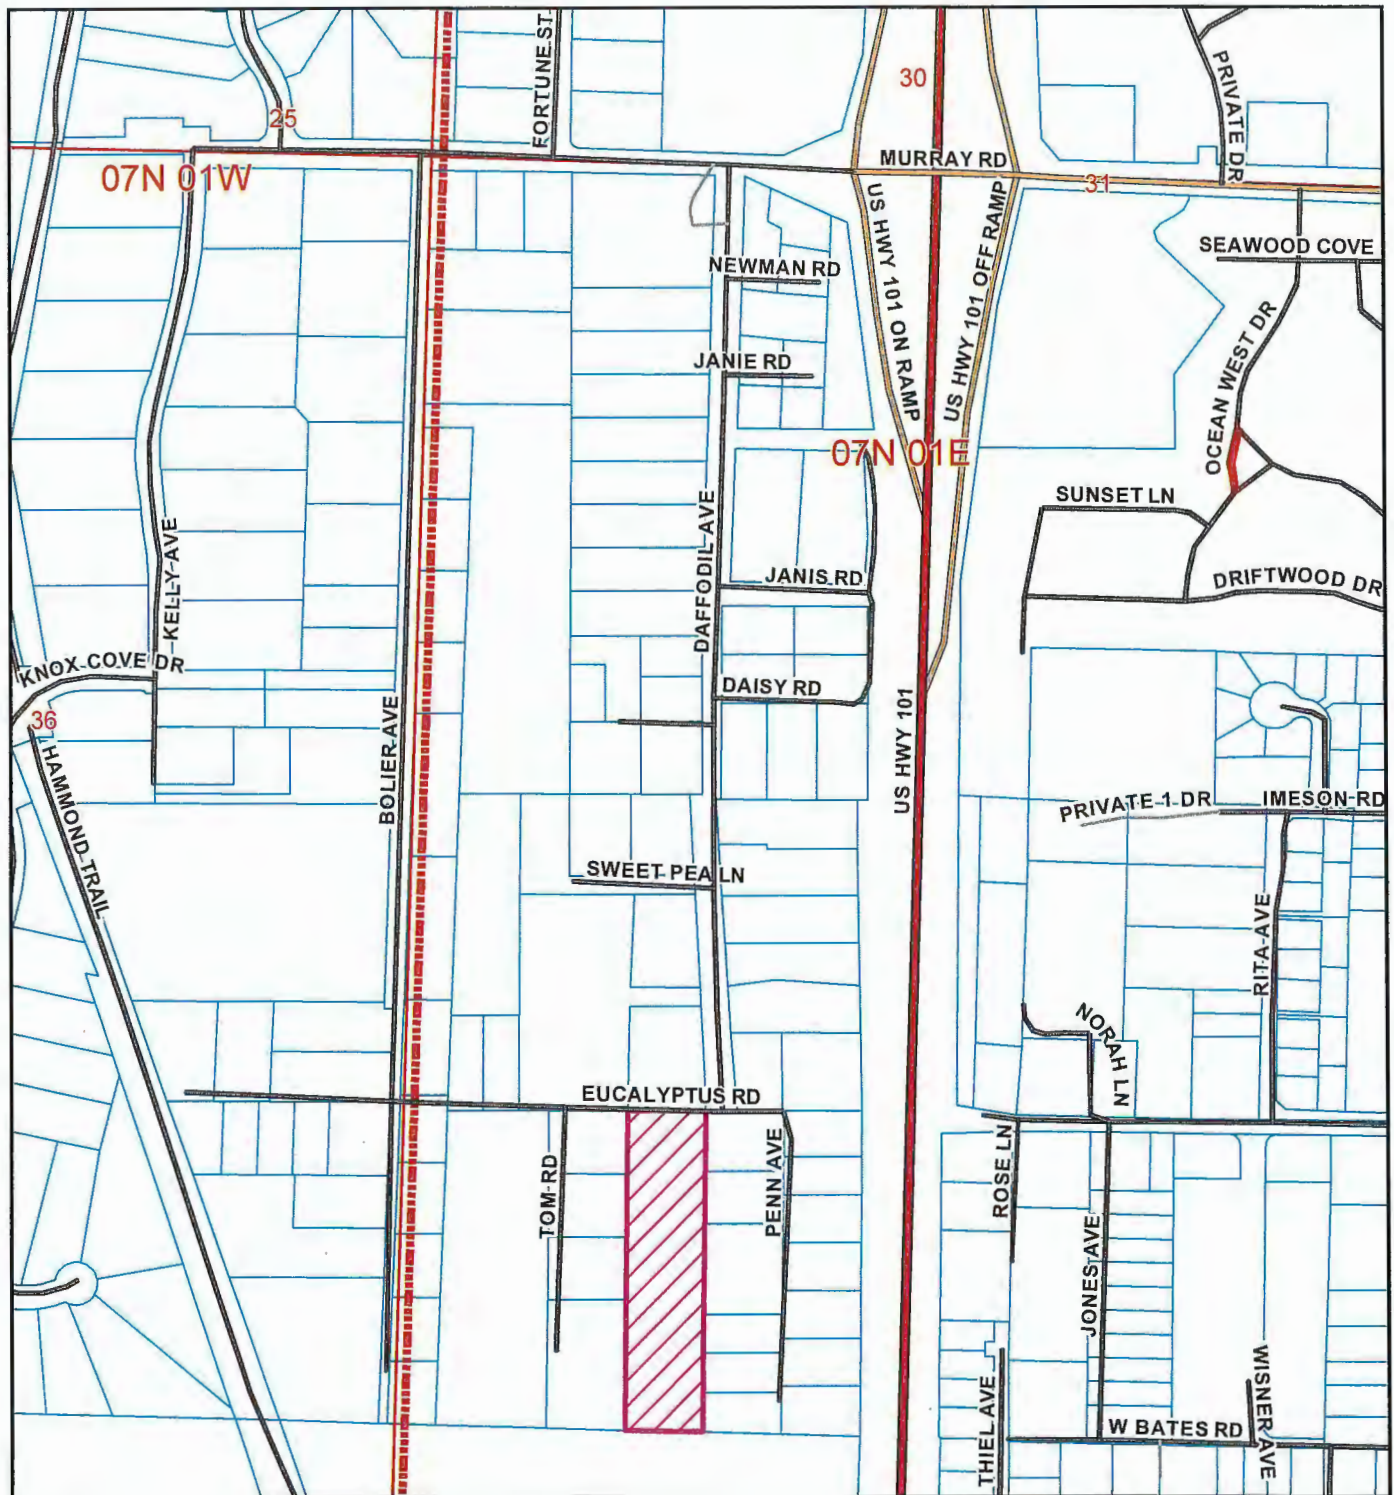 FORTUNE ST
30
PRIVATE DR
25
MURRAY RD
07N 01W
31
US HWY 101 ON RAMP
US HWY 101 OFF RAMP
SEAWOOD COVE
NEWMAN RD
OCEAN WEST DR
JANIE RD
07N 01E
SUNSET LN
KELLY AVE
DAFFODIL AVE
JANIS RD
DRIFTWOOD DR
KNOX COVE DR
DAISY RD
36
BOLIER AVE
US HWY 101
HAMMOND TRAIL
PRIVATE 1 DR
IMESON RD
SWEET PEA LN
RITA AVE
NORAH LN
EUCALYPTUS RD
TOM RD
PENN AVE
ROSE LN
JONES AVE
THIEL AVE
WISNER AVE
W BATES RD